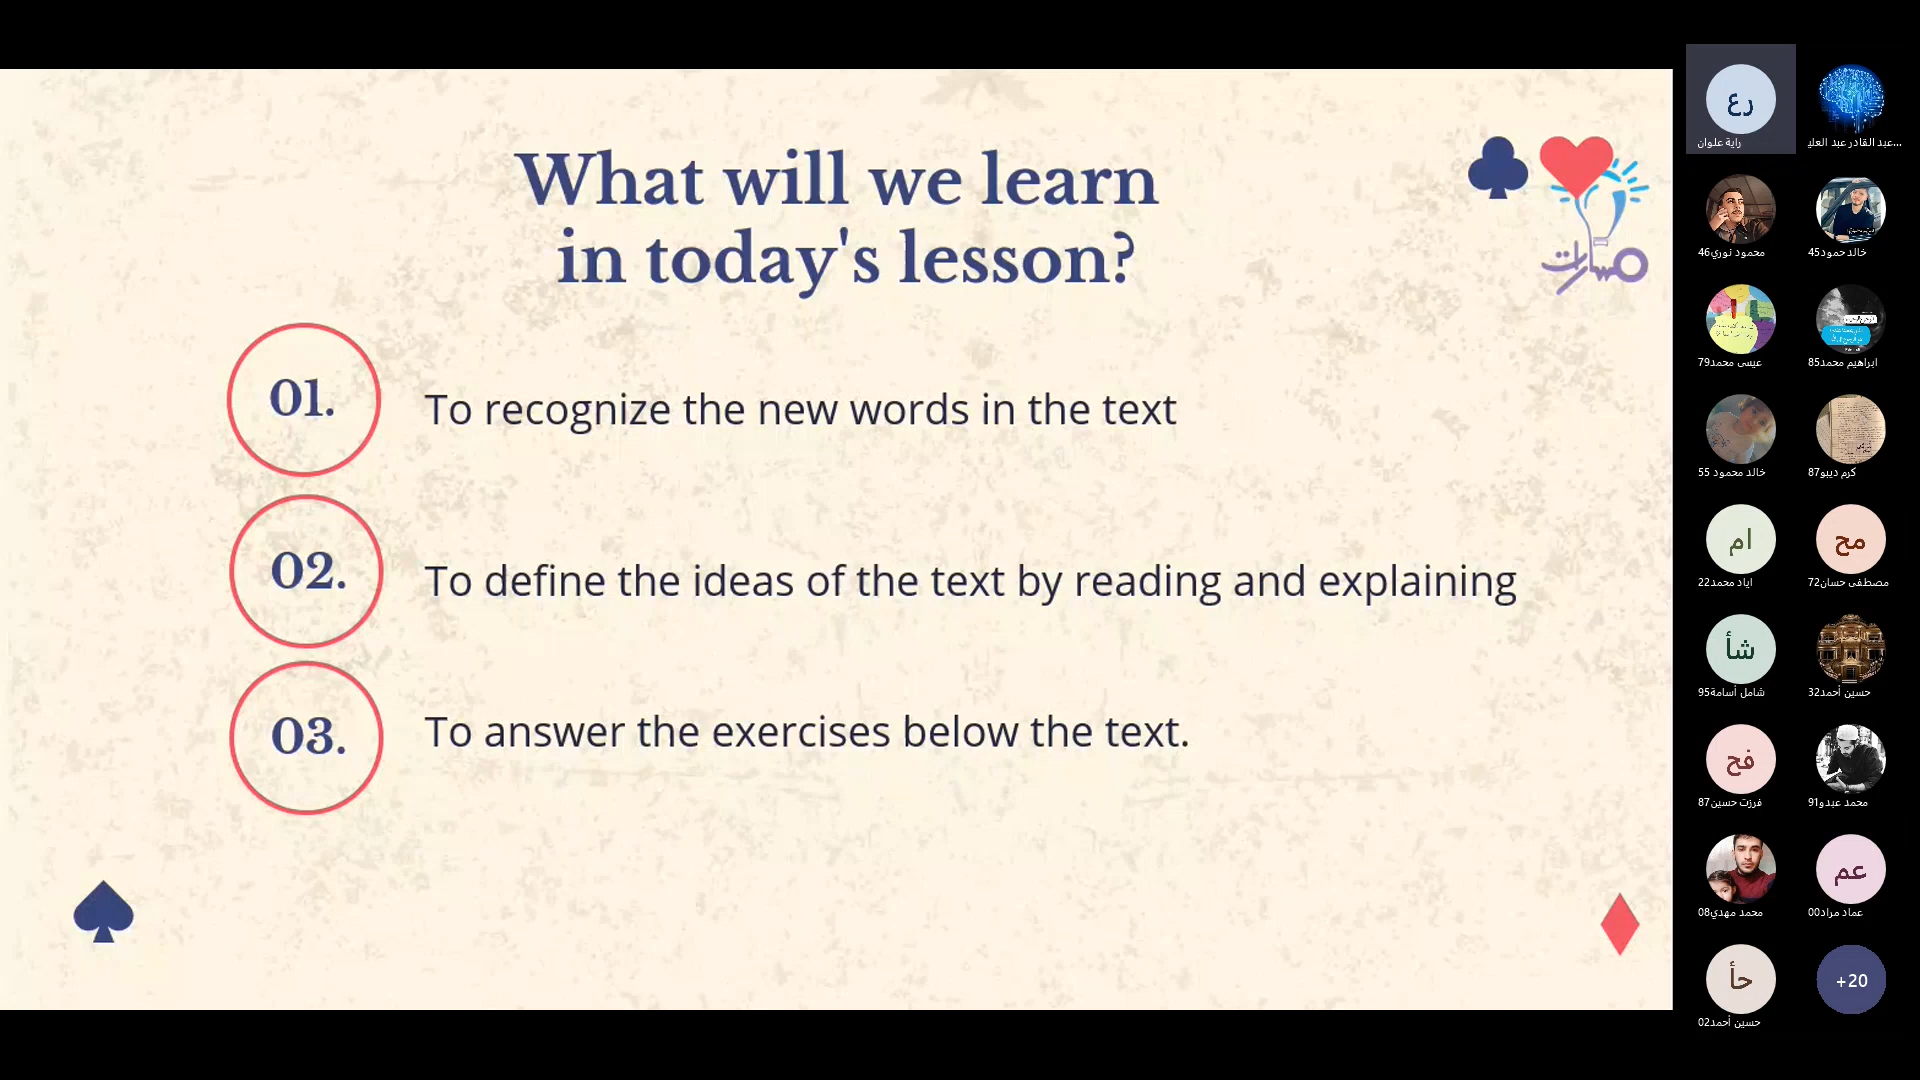 What will we learn
in today's lesson?
مسارات
01.
To recognize the new words in the text
02.
To define the ideas of the text by reading and explaining
03.
To answer the exercises below the text.
رع
راية علوان
عبد القادر عبد العلي...
محمود نوري46
خالد حمود45
عيسى محمد79
ابراهيم محمد85
خالد محمود 55
كرم ديبو87
ام
اياد محمد22
مح
مصطفى حسان72
شأ
شامل أسامة95
حسين أحمد32
فح
فرزت حسين87
محمد عبدو91
محمد مهدي08
عم
عماد مراد00
حأ
حسين أحمد02
+20